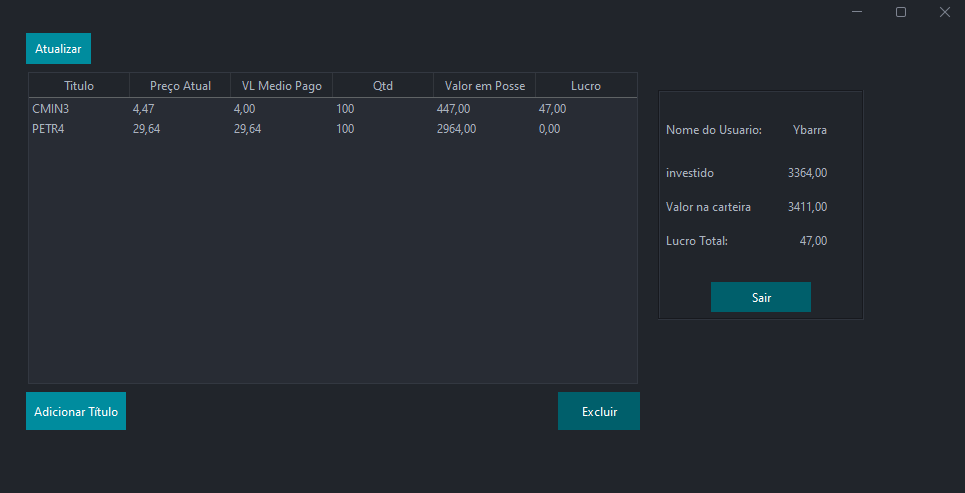 Atualizar
Titulo Preço Atual VL Medio Pago Qtd Valor em Posse Lucro
CMIN3 4,47 4,00 100 447,00 47,00
PETR4 29,64 29,64 100 2964,00 0,00
Nome do Usuario: Ybarra
investido 3364,00
Valor na carteira 3411,00
Lucro Total: 47,00
Sair
Adicionar Título Excluir